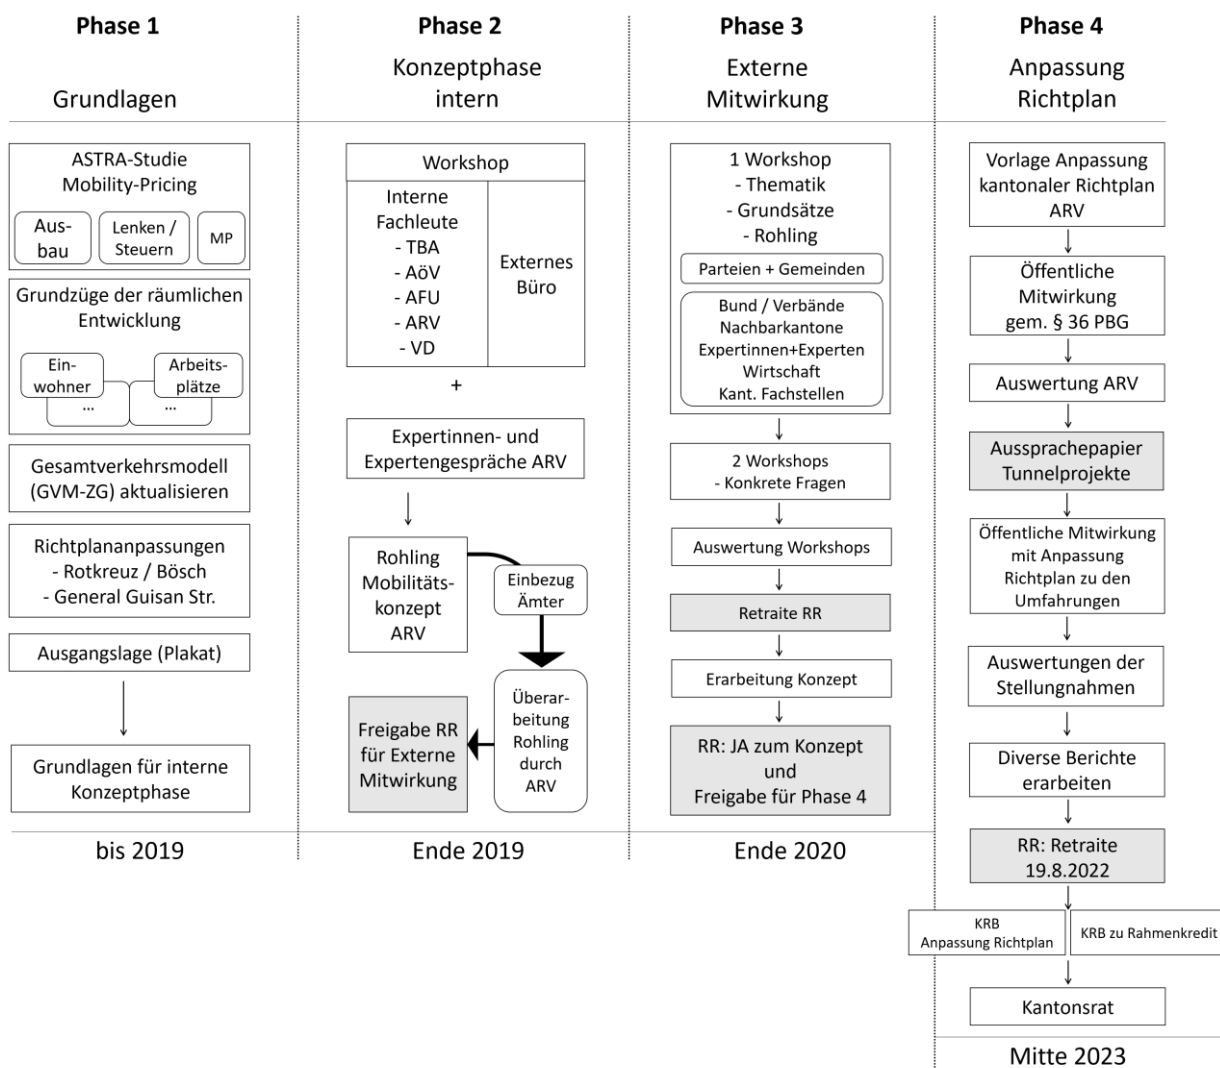 Phase 1
Grundlagen
ASTRA-Studie
Mobility-Pricing
Aus-
bau
Lenken /
Steuern
MP
Grundzüge der räumlichen
Entwicklung
Ein-
wohner
Arbeits-
plätze
...
...
Gesamtverkehrsmodell
(GVM-ZG) aktualisieren
Richtplananpassungen
- Rotkreuz / Bösch
- General Guisan Str.
Ausgangslage (Plakat)
Grundlagen für interne
Konzeptphase
bis 2019
Phase 2
Konzeptphase
intern
Workshop
Interne
Fachleute
- TBA
- AöV
- AFU
- ARV
- VD
Externes
Büro
+
Expertinnen- und
Expertengespräche ARV
Rohling
Mobilitäts-
konzept
ARV
Einbezug
Ämter
Überar-
beitung
Rohling
durch
ARV
Freigabe RR
für Externe
Mitwirkung
Ende 2019
Phase 3
Externe
Mitwirkung
1 Workshop
- Thematik
- Grundsätze
- Rohling
Parteien + Gemeinden
Bund / Verbände
Nachbarkantone
Expertinnen+Experten
Wirtschaft
Kant. Fachstellen
2 Workshops
- Konkrete Fragen
Auswertung Workshops
Retraite RR
Erarbeitung Konzept
RR: JA zum Konzept
und
Freigabe für Phase 4
Ende 2020
Phase 4
Anpassung
Richtplan
Vorlage Anpassung
kantonaler Richtplan
ARV
Öffentliche
Mitwirkung
gem. § 36 PBG
Auswertung ARV
Aussprachepapier
Tunnelprojekte
Öffentliche Mitwirkung
mit Anpassung
Richtplan zu den
Umfahrungen
Auswertungen der
Stellungnahmen
Diverse Berichte
erarbeiten
RR: Retraite
19.8.2022
KRB
Anpassung Richtplan
KRB zu Rahmenkredit
Kantonsrat
Mitte 2023